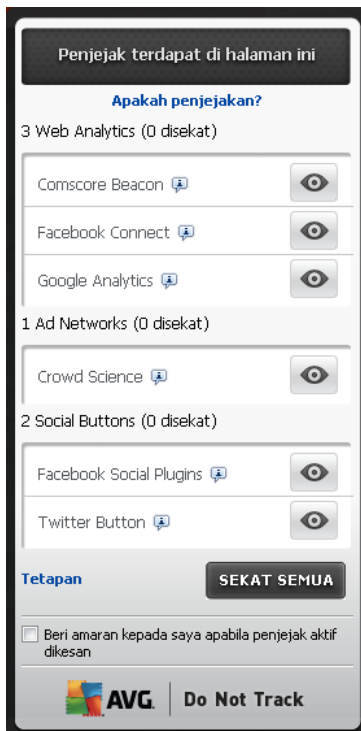 Penjejak terdapat di halaman ini
Apakah penjejakan?
3 Web Analytics (0 disekat)
Comscore Beacon
Facebook Connect
Google Analytics
1 Ad Networks (0 disekat)
Crowd Science
2 Social Buttons (0 disekat)
Facebook Social Plugins
Twitter Button
Tetapan SEKAT SEMUA
Beri amaran kepada saya apabila penjejak aktif
dikesan
AVG. Do Not Track